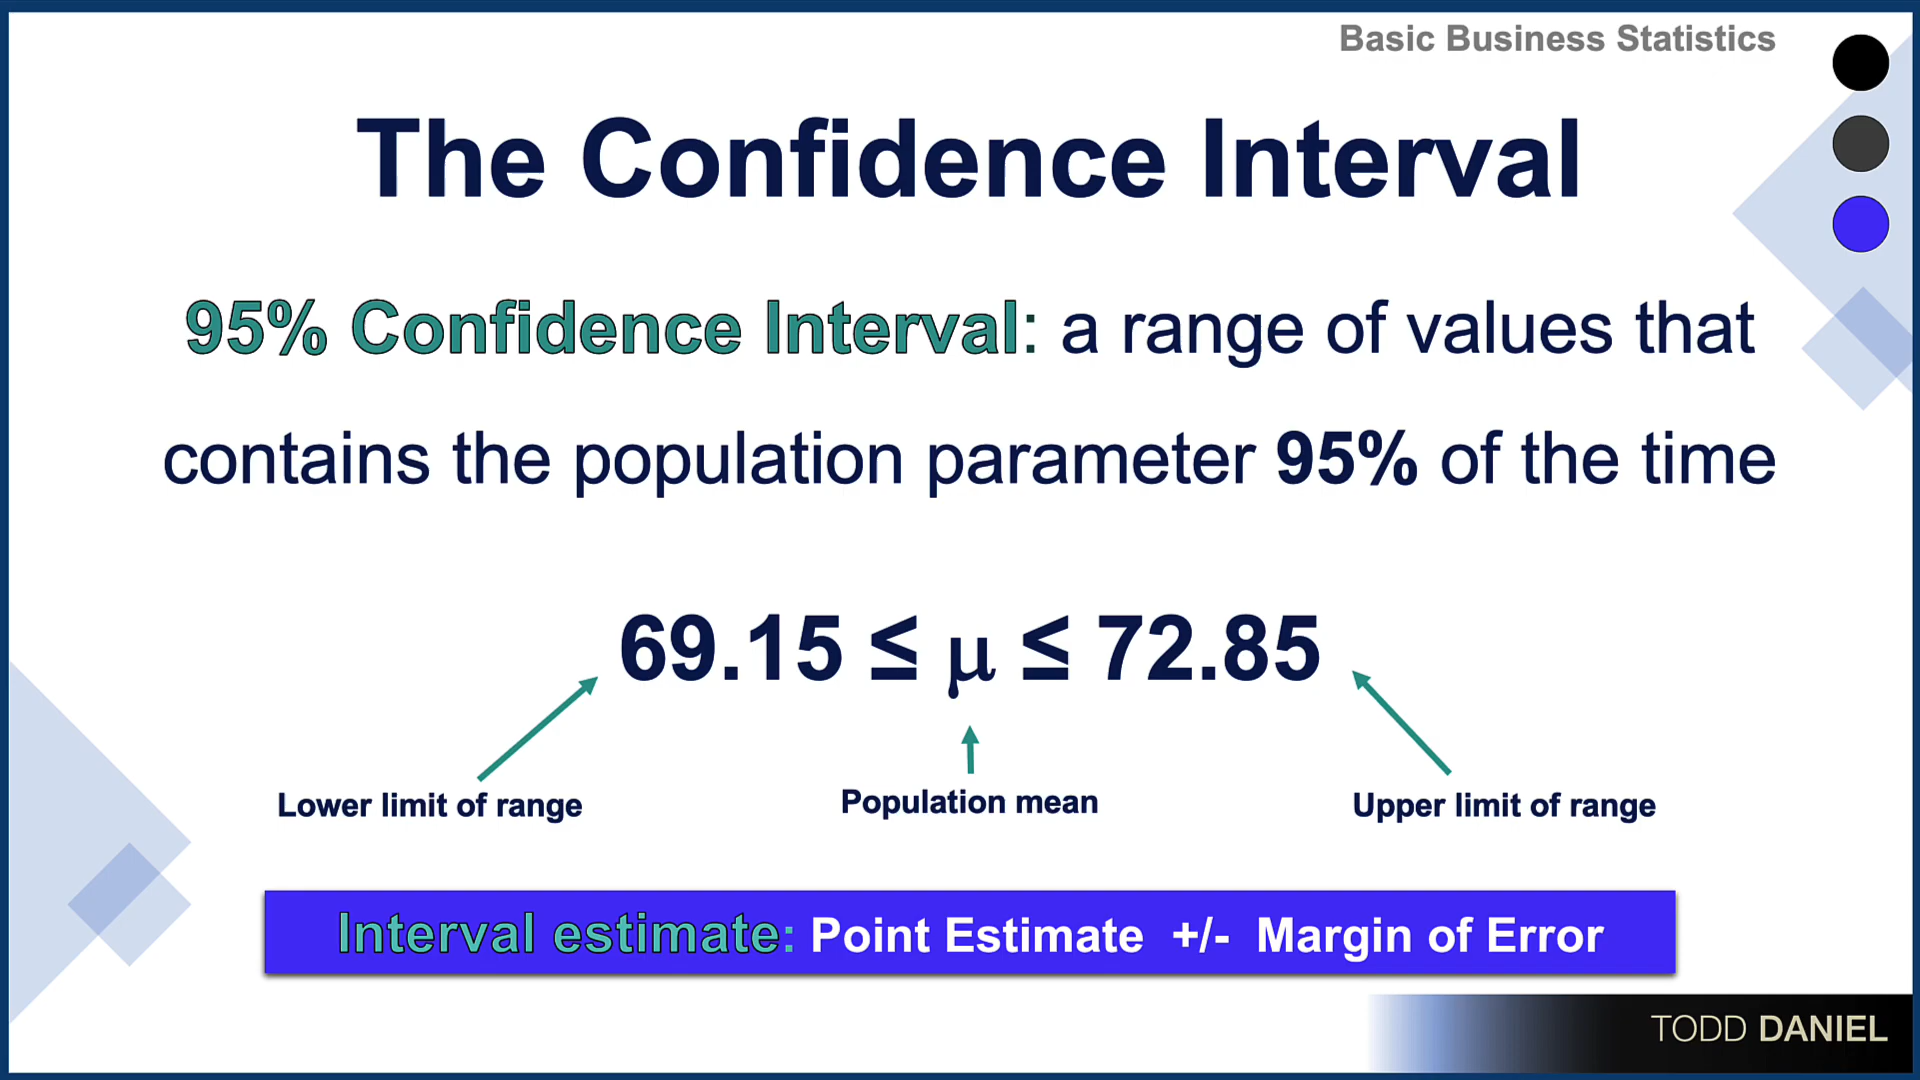 Basic Business Statistics
The Confidence Interval
95% Confidence Interval: a range of values that
contains the population parameter 95% of the time
69.15 ≤ μ ≤ 72.85
Lower limit of range
Population mean
Upper limit of range
Interval estimate: Point Estimate +/- Margin of Error
TODD DANIEL